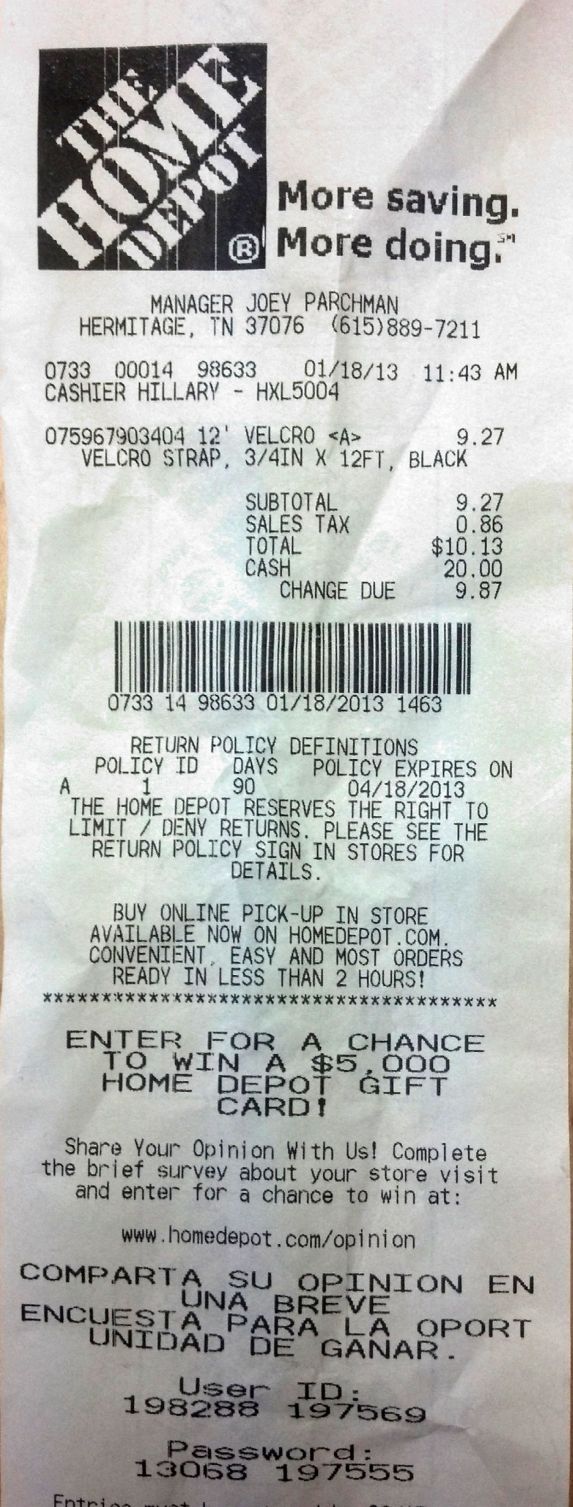 THE
HOME
DEPOT
®
More saving.
More doing.℠
MANAGER JOEY PARCHMAN
HERMITAGE, TN 37076 (615)889-7211
0733 00014 98633 01/18/13 11:43 AM
CASHIER HILLARY - HXL5004
075967903404 12' VELCRO <A> 9.27
VELCRO STRAP, 3/4IN X 12FT, BLACK
SUBTOTAL 9.27
SALES TAX 0.86
TOTAL $10.13
CASH 20.00
CHANGE DUE 9.87
0733 14 98633 01/18/2013 1463
RETURN POLICY DEFINITIONS
POLICY ID DAYS POLICY EXPIRES ON
A 1 90 04/18/2013
THE HOME DEPOT RESERVES THE RIGHT TO
LIMIT / DENY RETURNS. PLEASE SEE THE
RETURN POLICY SIGN IN STORES FOR
DETAILS.
BUY ONLINE PICK-UP IN STORE
AVAILABLE NOW ON HOMEDEPOT.COM.
CONVENIENT, EASY AND MOST ORDERS
READY IN LESS THAN 2 HOURS!
***************************************
ENTER FOR A CHANCE
TO WIN A $5,000
HOME DEPOT GIFT
CARD!
Share Your Opinion With Us! Complete
the brief survey about your store visit
and enter for a chance to win at:
www.homedepot.com/opinion
COMPARTA SU OPINION EN
UNA BREVE
ENCUESTA PARA LA OPORT
UNIDAD DE GANAR.
User ID:
198288 197569
Password:
13068 197555